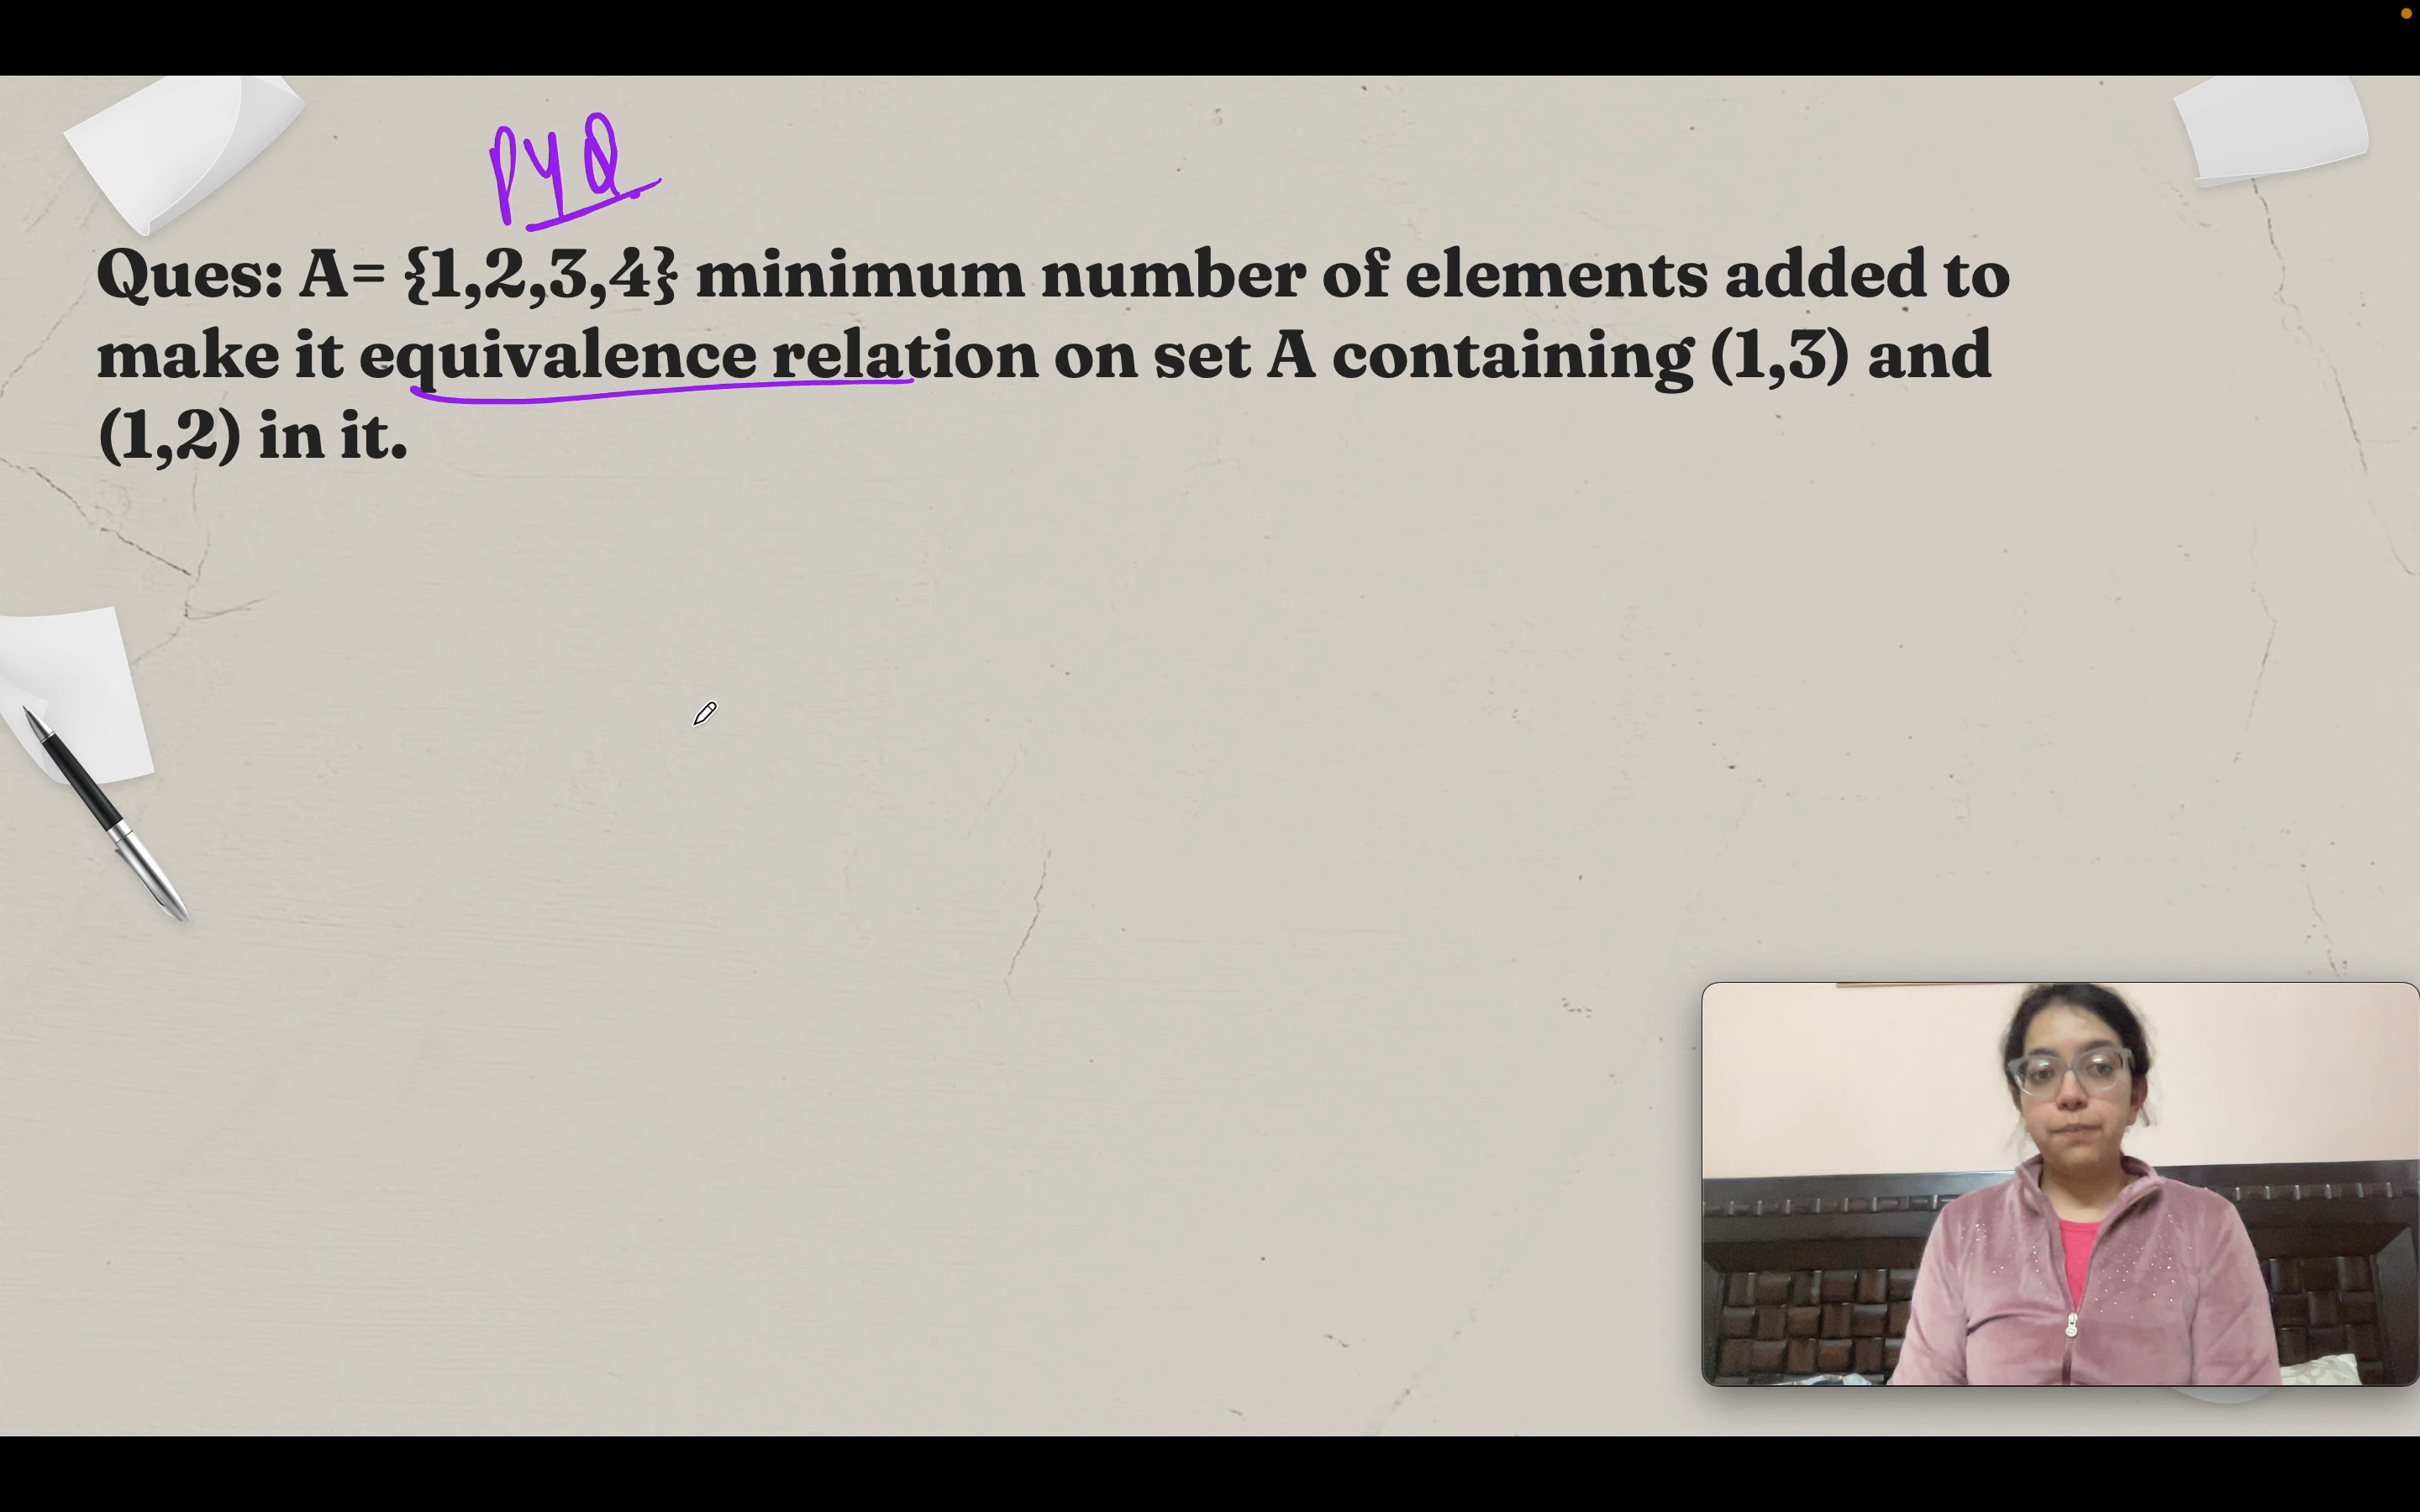 PYQ
Ques: A= {1,2,3,4} minimum number of elements added to
make it equivalence relation on set A containing (1,3) and
(1,2) in it.